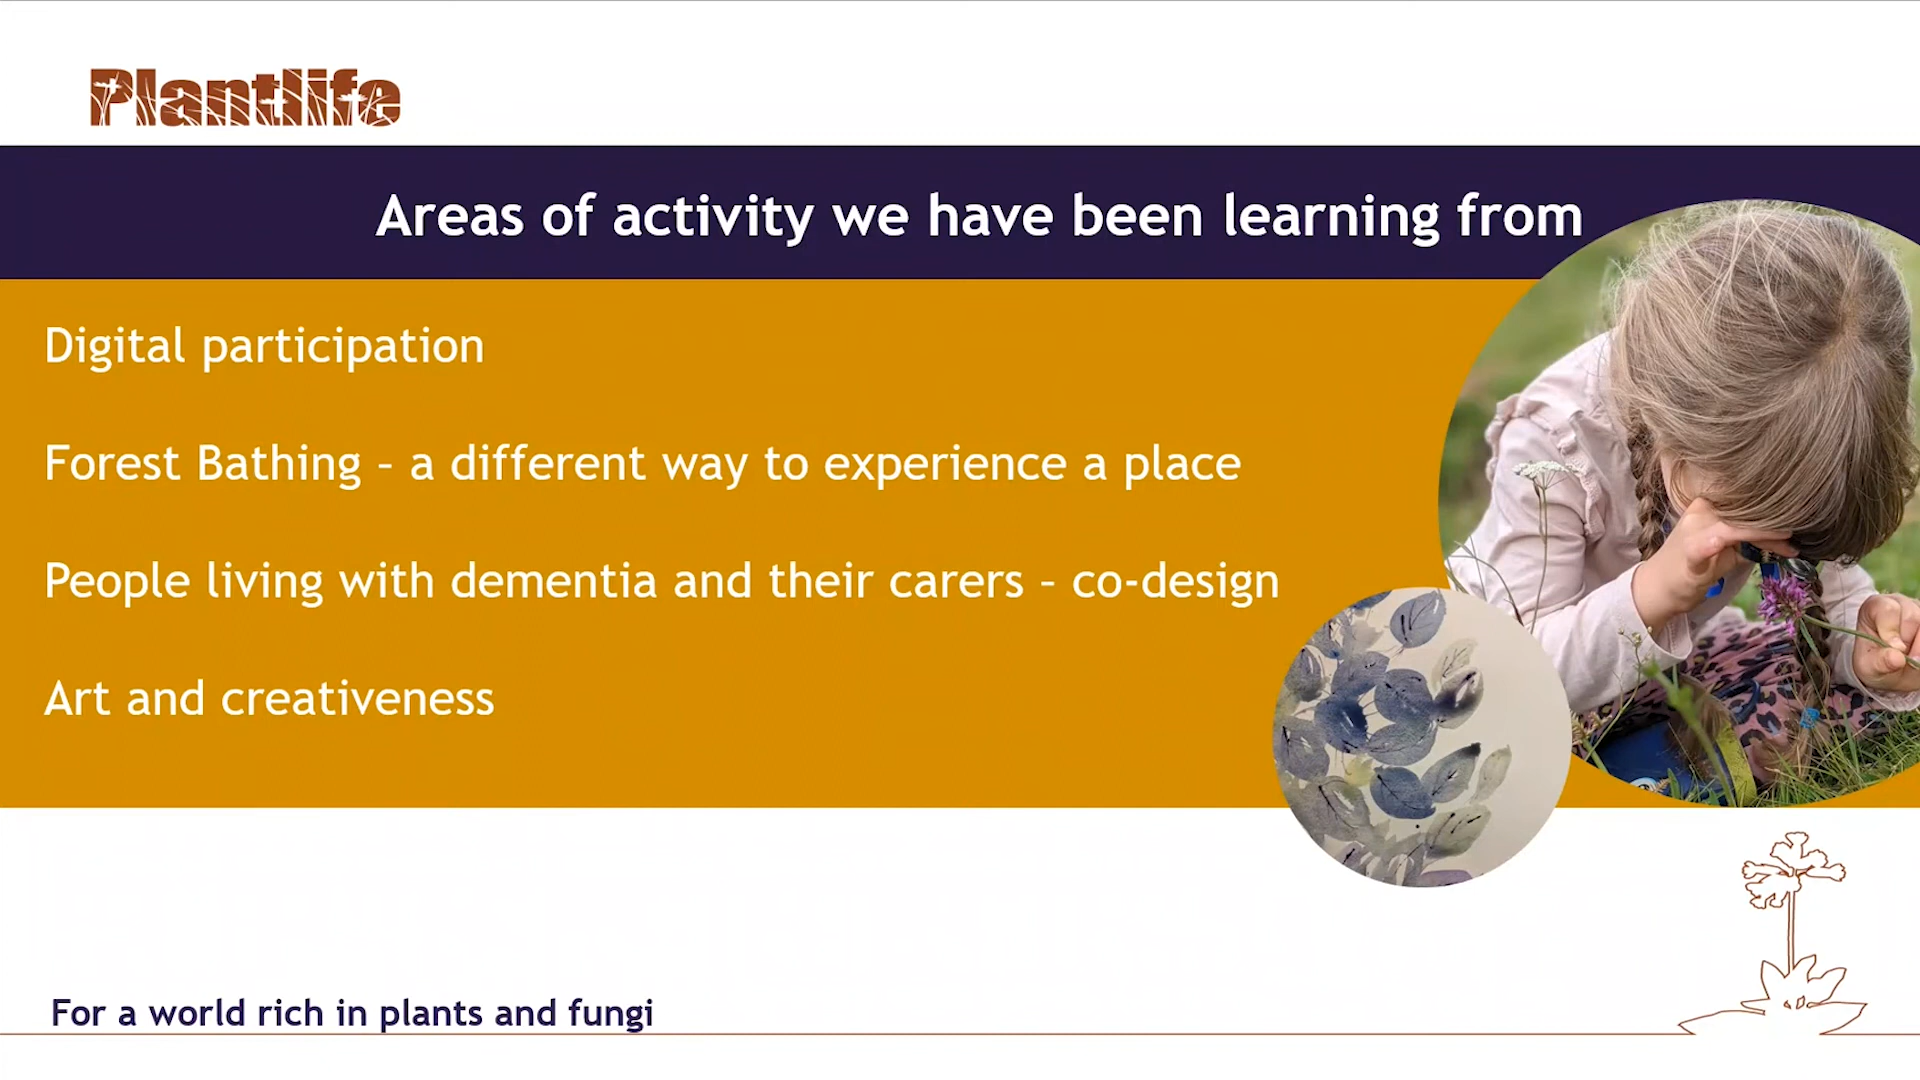 Plantlife
Areas of activity we have been learning from
Digital participation
Forest Bathing – a different way to experience a place
People living with dementia and their carers – co-design
Art and creativeness
For a world rich in plants and fungi